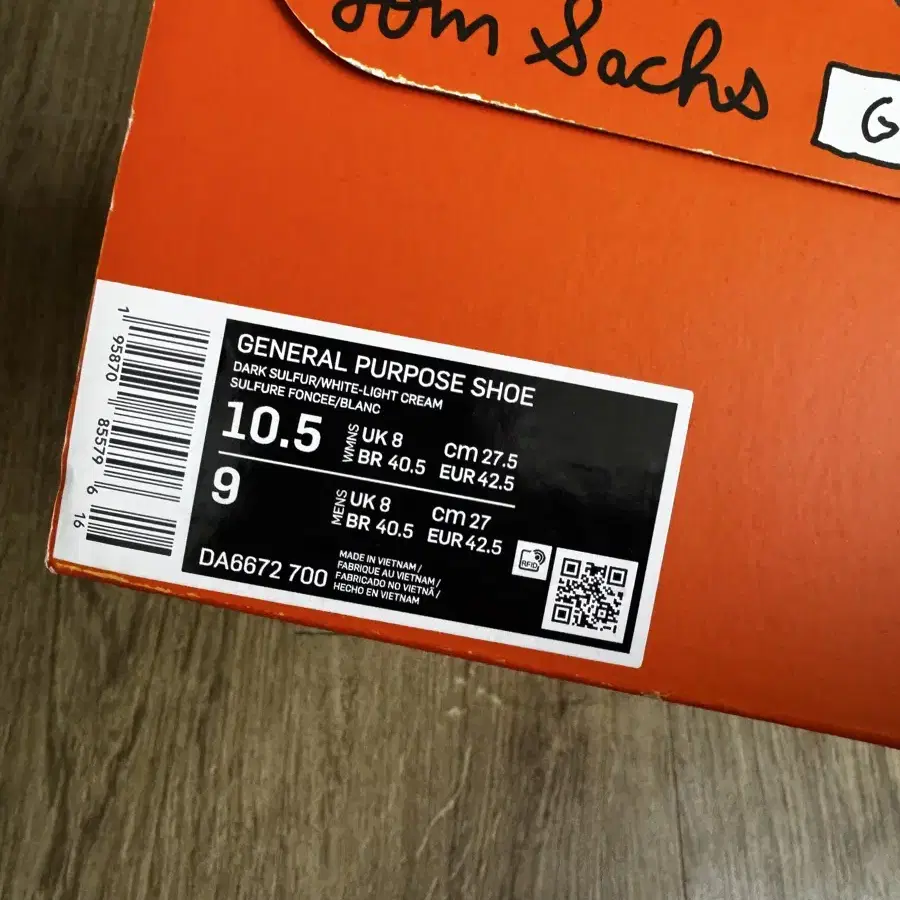 Tom Sachs
G
GENERAL PURPOSE SHOE
DARK SULFUR/WHITE-LIGHT CREAM
SULFURE FONCEE/BLANC
10.5 WMNS UK 8 cm 27.5
BR 40.5 EUR 42.5
9 MENS UK 8 cm 27
BR 40.5 EUR 42.5
DA6672 700
MADE IN VIETNAM /
FABRIQUE AU VIETNAM /
FABRICADO NO VIETNÃ /
HECHO EN VIETNAM
RFID
1 95870 85579 6 16